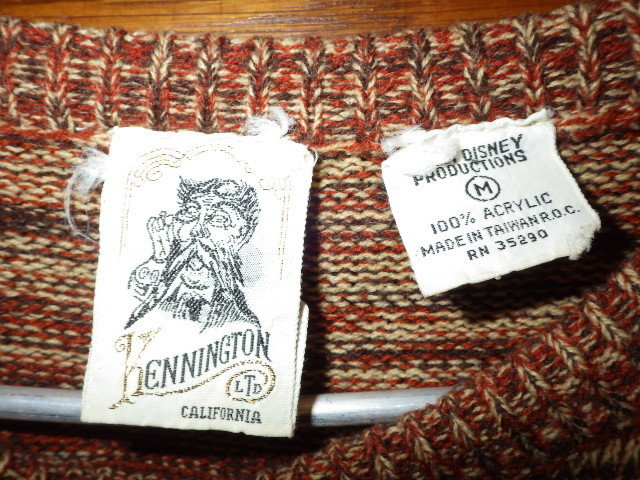 KENNINGTON
LTD
CALIFORNIA
DISNEY
PRODUCTIONS
M
100% ACRYLIC
MADE IN TAIWAN R.O.C.
RN 35290